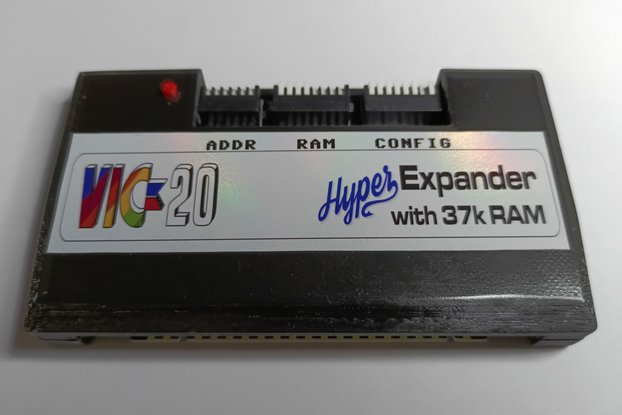 ADDR RAM CONFIG
VIC-20
Hyper Expander
with 37k RAM